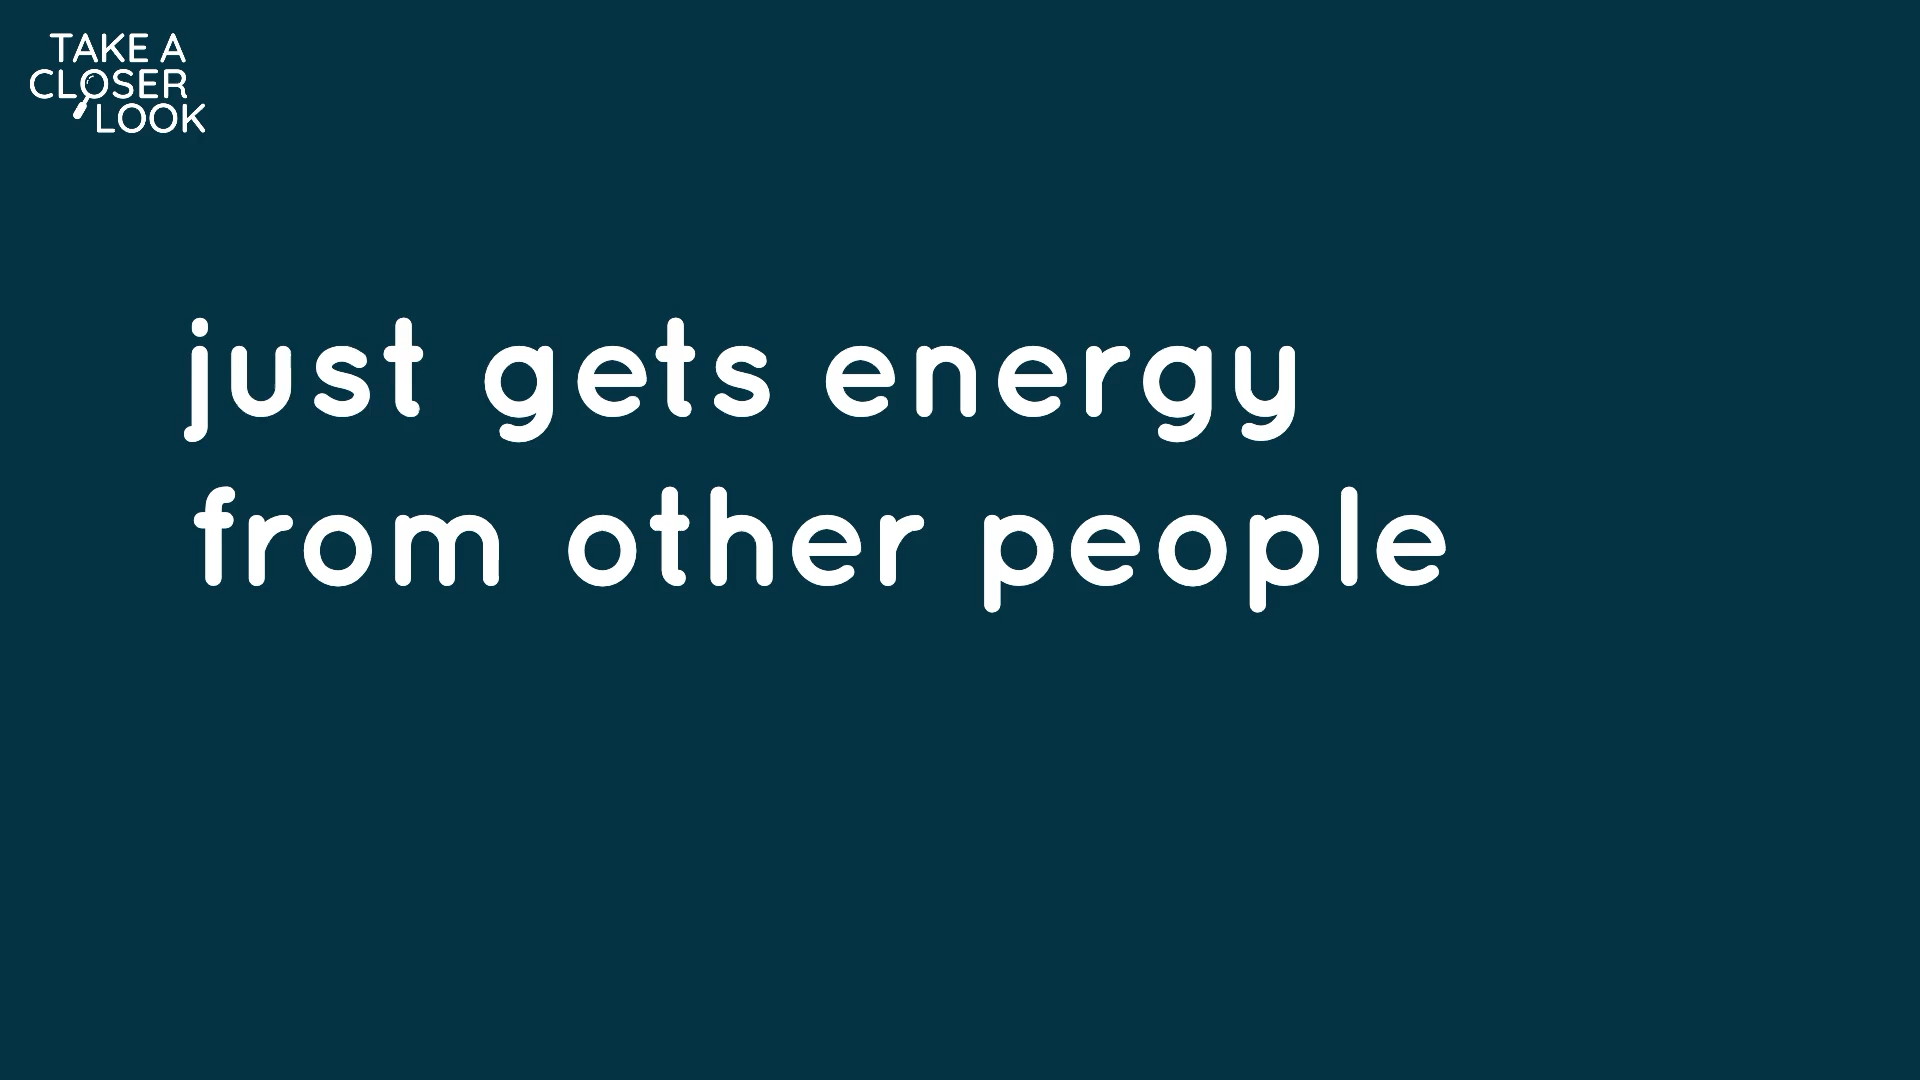 TAKE A
CLOSER
LOOK
just gets energy
from other people